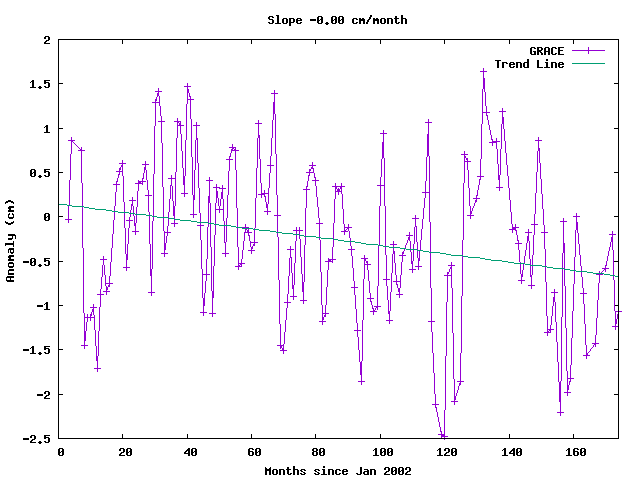 Slope -0.00 cm/month
GRACE
Trend Line
2
1.5
1
0.5
0
-0.5
-1
-1.5
-2
-2.5
Anomaly (cm)
0 20 40 60 80 100 120 140 160
Months since Jan 2002